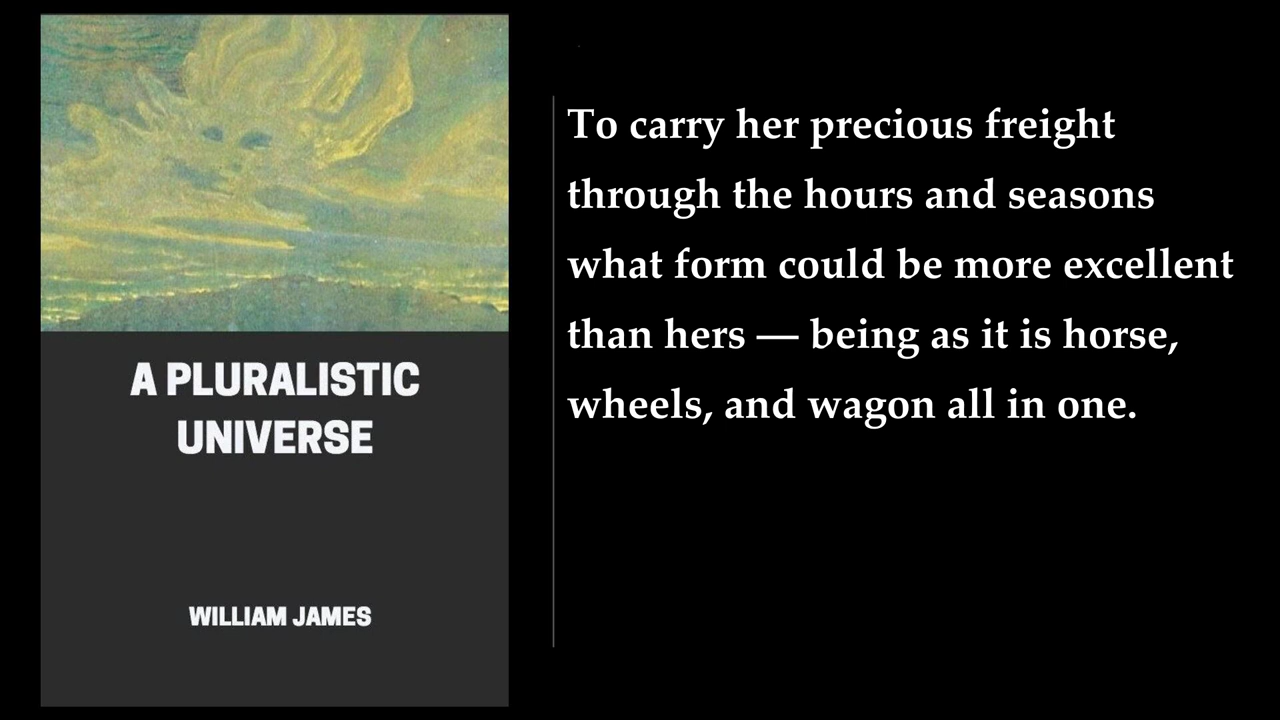 A PLURALISTIC
UNIVERSE
WILLIAM JAMES
To carry her precious freight
through the hours and seasons
what form could be more excellent
than hers — being as it is horse,
wheels, and wagon all in one.